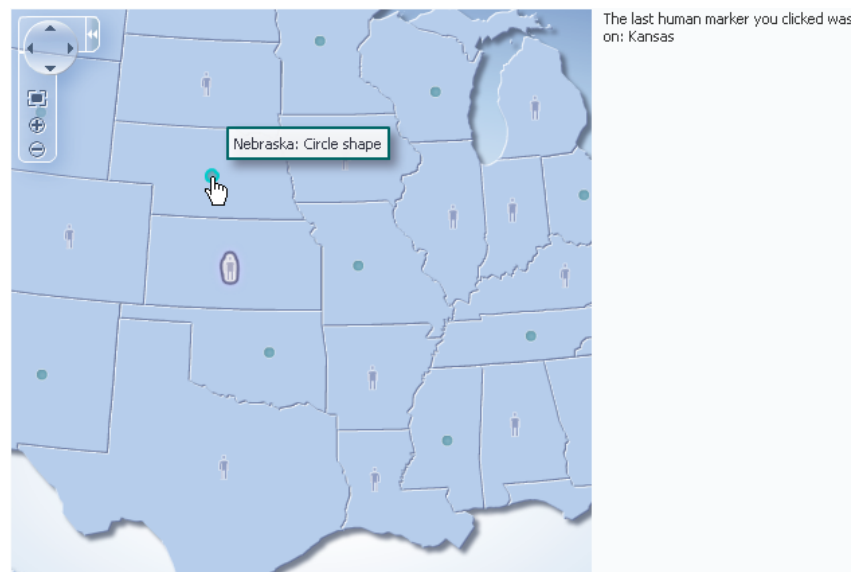 The last human marker you clicked was
on: Kansas
Nebraska: Circle shape